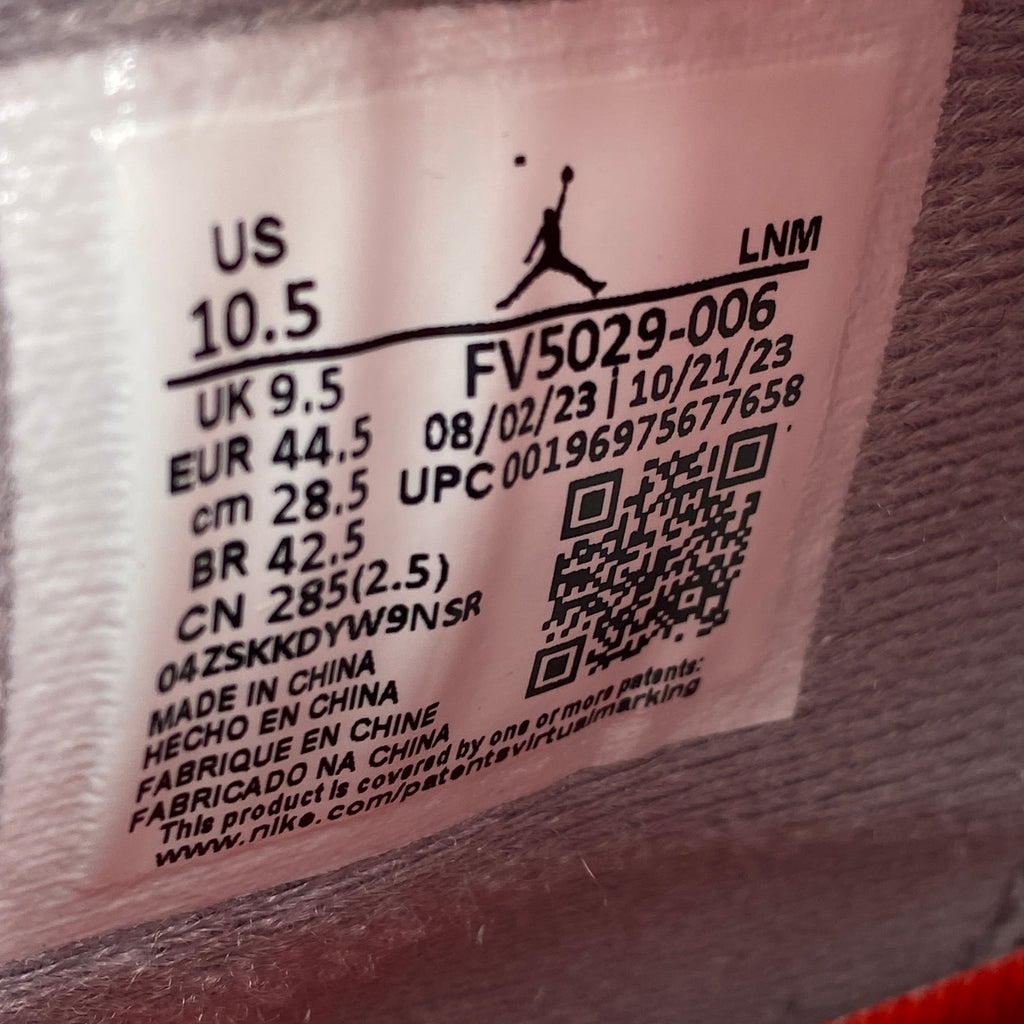 US
10.5
LNM
UK 9.5
EUR 44.5
cm 28.5
BR 42.5
CN 285(2.5)
FV5029-006
08/02/23 | 10/21/23
UPC 00196975677658
04ZSKKDYW9NSR
MADE IN CHINA
HECHO EN CHINA
FABRIQUE EN CHINE
FABRICADO NA CHINA
This product is covered by one or more patents:
www.nike.com/patentsvirtualmarking